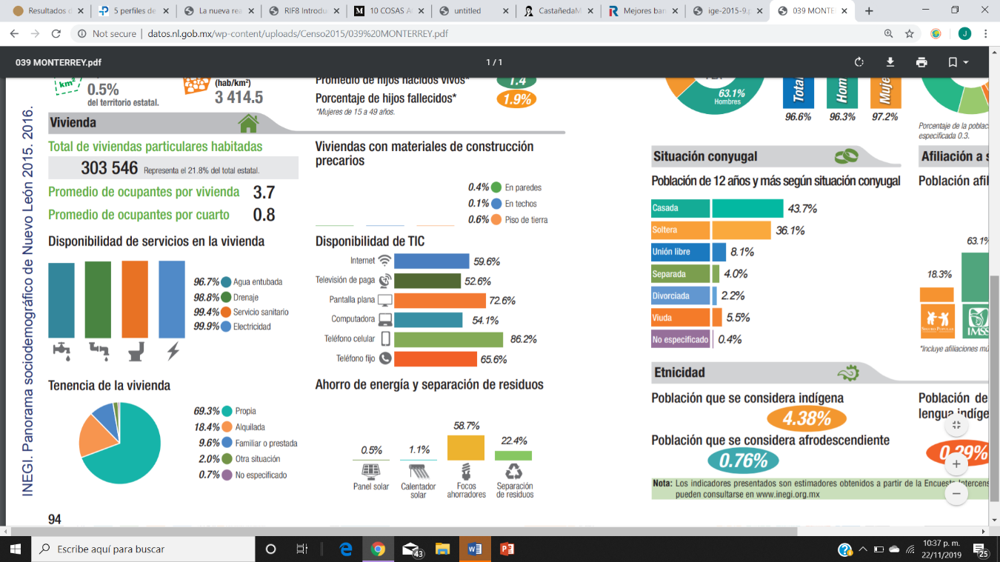 Resultados d
5 perfiles de
La nueva rea
RIF8 Introdu
10 COSAS A
untitled
CastañedaM
Mejores ban
ige-2015-9.p
039 MONTE
Not secure | datos.nl.gob.mx/wp-content/uploads/Censo2015/039%20MONTERREY.pdf
J
039 MONTERREY.pdf
1 / 1
INEGI. Panorama sociodemográfico de Nuevo León 2015. 2016.
km²
0.5%
del territorio estatal.
(hab/km²)
3 414.5
Promedio de hijos nacidos vivos* 1.4
Porcentaje de hijos fallecidos* 1.9%
*Mujeres de 15 a 49 años.
Vivienda
Total de viviendas particulares habitadas
303 546 Representa el 21.8% del total estatal.
Promedio de ocupantes por vivienda 3.7
Promedio de ocupantes por cuarto 0.8
Disponibilidad de servicios en la vivienda
96.7% Agua entubada
98.8% Drenaje
99.4% Servicio sanitario
99.9% Electricidad
Tenencia de la vivienda
69.3% Propia
18.4% Alquilada
9.6% Familiar o prestada
2.0% Otra situación
0.7% No especificado
94
Viviendas con materiales de construcción
precarios
0.4% En paredes
0.1% En techos
0.6% Piso de tierra
Disponibilidad de TIC
Internet 59.6%
Televisión de paga 52.6%
Pantalla plana 72.6%
Computadora 54.1%
Teléfono celular 86.2%
Teléfono fijo 65.6%
Ahorro de energía y separación de residuos
0.5% 1.1% 58.7% 22.4%
Panel solar
Calentador
solar
Focos
ahorradores
Separación
de residuos
63.1%
Hombres
Total
Hom
Muje
96.6% 96.3% 97.2%
Porcentaje de la poblac
especificada 0.3.
Situación conyugal
Población de 12 años y más según situación conyugal
Casada 43.7%
Soltera 36.1%
Unión libre 8.1%
Separada 4.0%
Divorciada 2.2%
Viuda 5.5%
No especificado 0.4%
Afiliación a s
Población afil
63.1%
18.3%
SEGURO POPULAR
IMSS
*Incluye afiliaciones mú
Etnicidad
Población que se considera indígena
4.38%
Población que se considera afrodescendiente
0.76%
Población de
lengua indíge
0.29%
Nota: Los indicadores presentados son estimadores obtenidos a partir de la Encuesta Intercens
pueden consultarse en www.inegi.org.mx
Escribe aquí para buscar
43
10:37 p. m.
22/11/2019
25